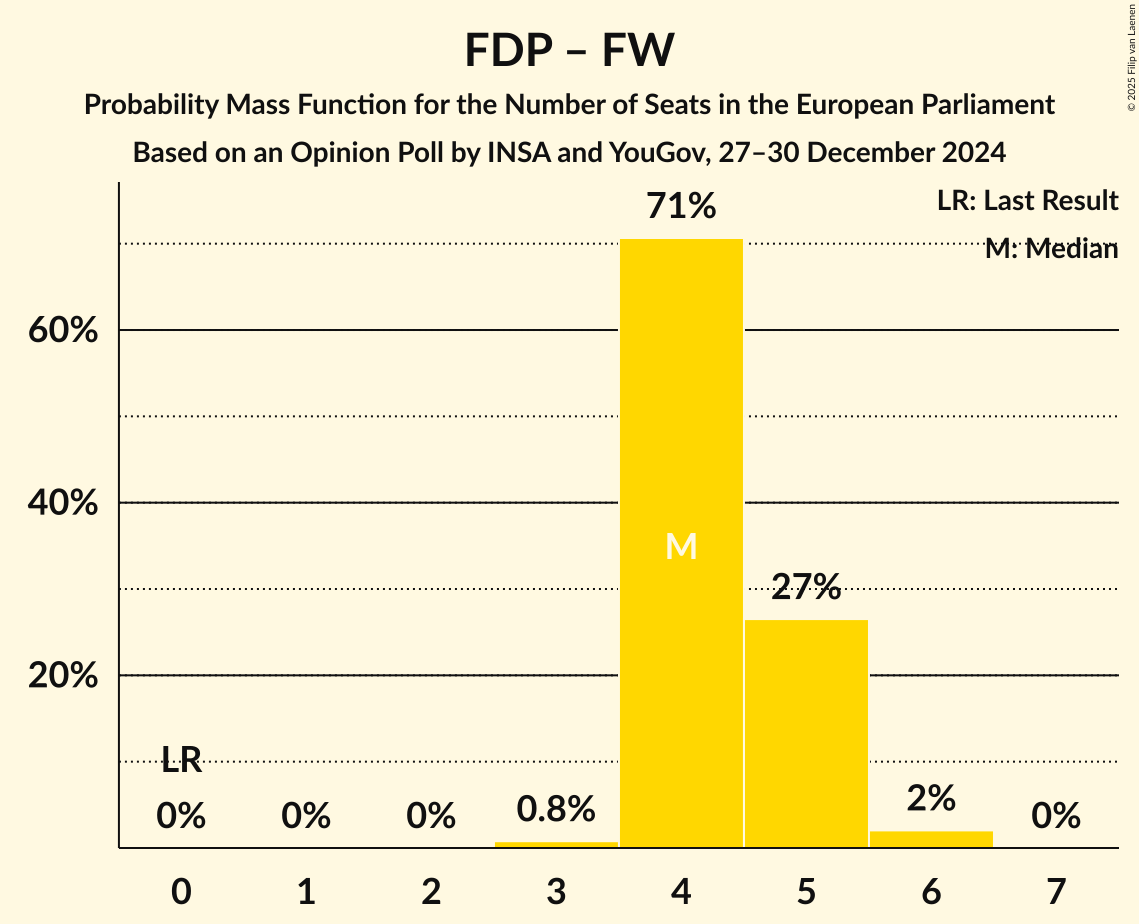 FDP – FW
Probability Mass Function for the Number of Seats in the European Parliament
Based on an Opinion Poll by INSA and YouGov, 27–30 December 2024
© 2025 Filip van Laenen
LR: Last Result
M: Median
71%
60%
40%
M
27%
20%
LR
0% 0% 0% 0.8% 2% 0%
0 1 2 3 4 5 6 7